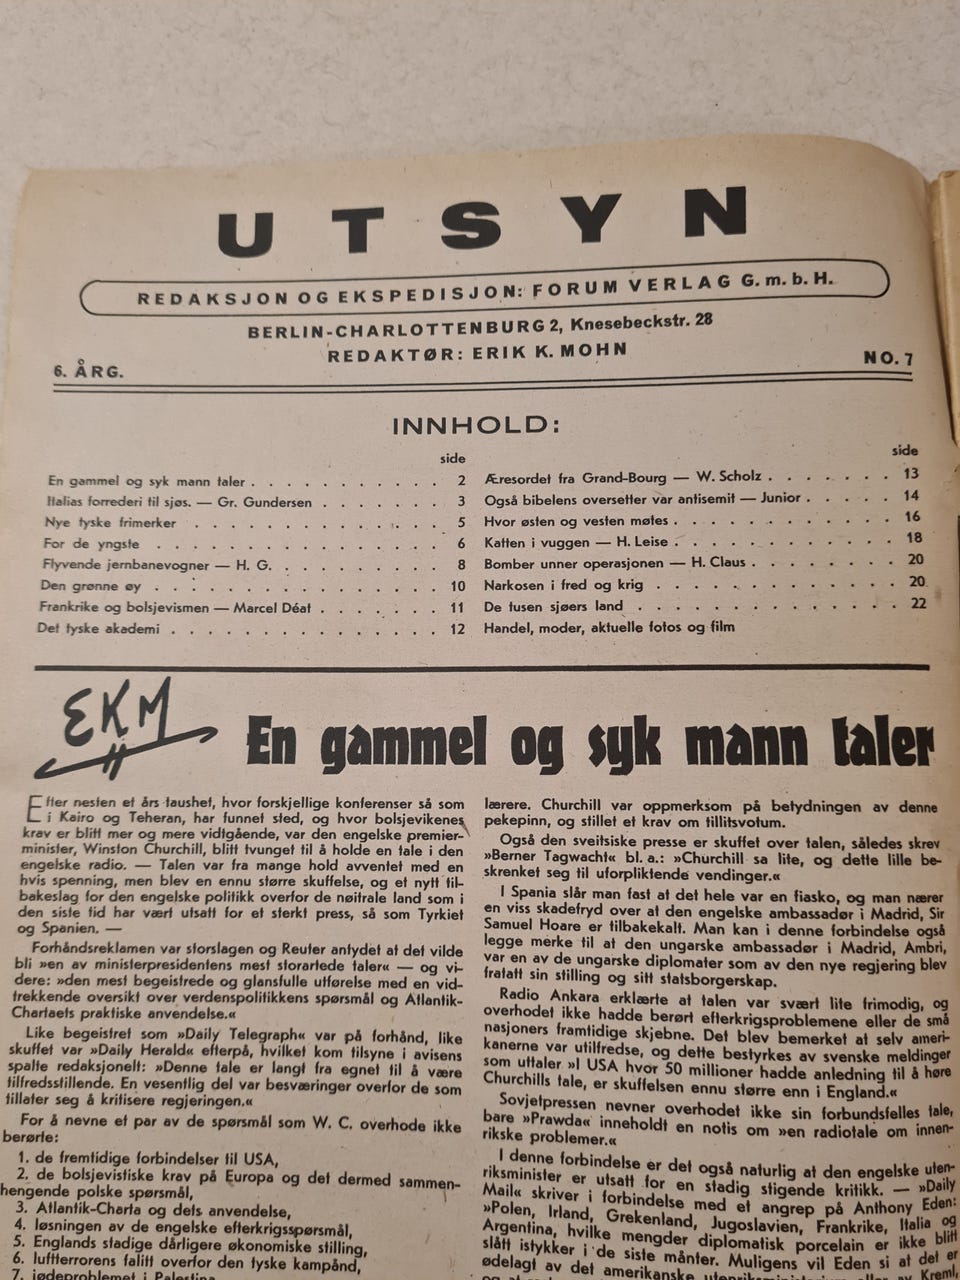 UTSYN
REDAKSJON OG EKSPEDISJON: FORUM VERLAG G. m. b. H.
BERLIN-CHARLOTTENBURG 2, Knesebeckstr. 28
REDAKTØR: ERIK K. MOHN
6. ÅRG.
NO. 7
INNHOLD:
side
En gammel og syk mann taler . . . . . . . . . . . 2
Italias forrederi til sjøs. — Gr. Gundersen . . . . . . . 3
Nye tyske frimerker . . . . . . . . . . . . . 5
For de yngste . . . . . . . . . . . . . . . 6
Flyvende jernbanevogner — H. G. . . . . . . . . . 8
Den grønne øy . . . . . . . . . . . . . . . 10
Frankrike og bolsjevismen — Marcel Déat . . . . . . . 11
Det tyske akademi . . . . . . . . . . . . . . 12
side
Æresordet fra Grand-Bourg — W. Scholz . . . . . . . 13
Også bibelens oversetter var antisemit — Junior . . . . . 14
Hvor østen og vesten møtes . . . . . . . . . . . . 16
Katten i vuggen — H. Leise . . . . . . . . . . . . 18
Bomber unner operasjonen — H. Claus . . . . . . . . 20
Narkosen i fred og krig . . . . . . . . . . . . . 20
De tusen sjøers land . . . . . . . . . . . . . . 22
Handel, moder, aktuelle fotos og film
EKM
En gammel og syk mann taler
Efter nesten et års taushet, hvor forskjellige konferenser så som
i Kairo og Teheran, har funnet sted, og hvor bolsjevikenes
krav er blitt mer og mere vidtgående, var den engelske premier-
minister, Winston Churchill, blitt tvunget til å holde en tale i den
engelske radio. — Talen var fra mange hold avventet med en
hvis spenning, men blev en ennu større skuffelse, og et nytt til-
bakeslag for den engelske politikk overfor de nøitrale land som i
den siste tid har vært utsatt for et sterkt press, så som Tyrkiet
og Spanien. —
Forhåndsreklamen var storslagen og Reuter antydet at det vilde
bli »en av ministerpresidentens mest storartede taler« — og vi-
dere: »den mest begeistrede og glansfulle utførelse med en vid-
trekkende oversikt over verdenspolitikkens spørsmål og Atlantik-
Chartaets praktiske anvendelse.«
Like begeistret som »Daily Telegraph« var på forhånd, like
skuffet var »Daily Herald« efterpå, hvilket kom tilsyne i avisens
spalte redaksjonelt: »Denne tale er langt fra egnet til å være
tilfredsstillende. En vesentlig del var besværinger overfor de som
tillater seg å kritisere regjeringen.«
For å nevne et par av de spørsmål som W. C. overhode ikke
berørte:
1. de fremtidige forbindelser til USA,
2. de bolsjevistiske krav på Europa og det dermed sammen-
hengende polske spørsmål,
3. Atlantik-Charta og dets anvendelse,
4. løsningen av de engelske efterkrigsspørsmål,
5. Englands stadige dårligere økonomiske stilling,
6. luftterrorens falitt overfor den tyske kampånd,
7. jødeproblemet i Palestina,
lærere. Churchill var oppmerksom på betydningen av denne
pekepinn, og stillet et krav om tillitsvotum.
Også den sveitsiske presse er skuffet over talen, således skrev
»Berner Tagwacht« bl. a.: »Churchill sa lite, og dette lille be-
skrenket seg til uforpliktende vendinger.«
I Spania slår man fast at det hele var en fiasko, og man nærer
en viss skadefryd over at den engelske ambassadør i Madrid, Sir
Samuel Hoare er tilbakekalt. Man kan i denne forbindelse også
legge merke til at den ungarske ambassadør i Madrid, Ambri,
var en av de ungarske diplomater som av den nye regjering blev
fratatt sin stilling og sitt statsborgerskap.
Radio Ankara erklærte at talen var svært lite frimodig, og
overhodet ikke hadde berørt efterkrigsproblemene eller de små
nasjoners framtidige skjebne. Det blev bemerket at selv ameri-
kanerne var utilfredse, og dette bestyrkes av svenske meldinger
som uttaler »I USA hvor 50 millioner hadde anledning til å høre
Churchills tale, er skuffelsen ennu større enn i England.«
Sovjetpressen nevner overhodet ikke sin forbundsfelles tale,
bare »Prawda« inneholdt en notis om »en radiotale om innen-
rikske problemer.«
I denne forbindelse er det også naturlig at den engelske uten-
riksminister er utsatt for en stadig stigende kritikk. — »Daily
Mail« skriver i forbindelse med et angrep på Anthony Eden:
»Polen, Irland, Grekenland, Jugoslavien, Frankrike, Italia og
Argentina, hvilke mengder diplomatisk porcelain er ikke blitt
slått istykker i de siste månter. Muligens vil Eden si at det er
ødelagt av det amerikanske utenriksministerium eller av Kreml,